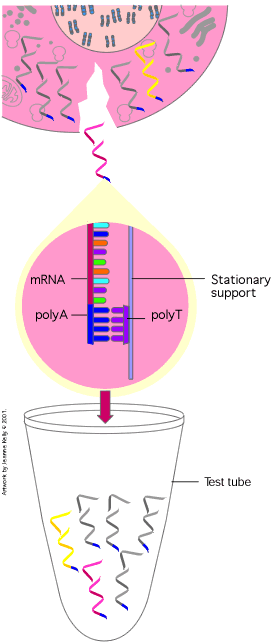 mRNA
Stationary
support
polyA
polyT
Test tube
Artwork by Jeanne Kelly. © 2001.